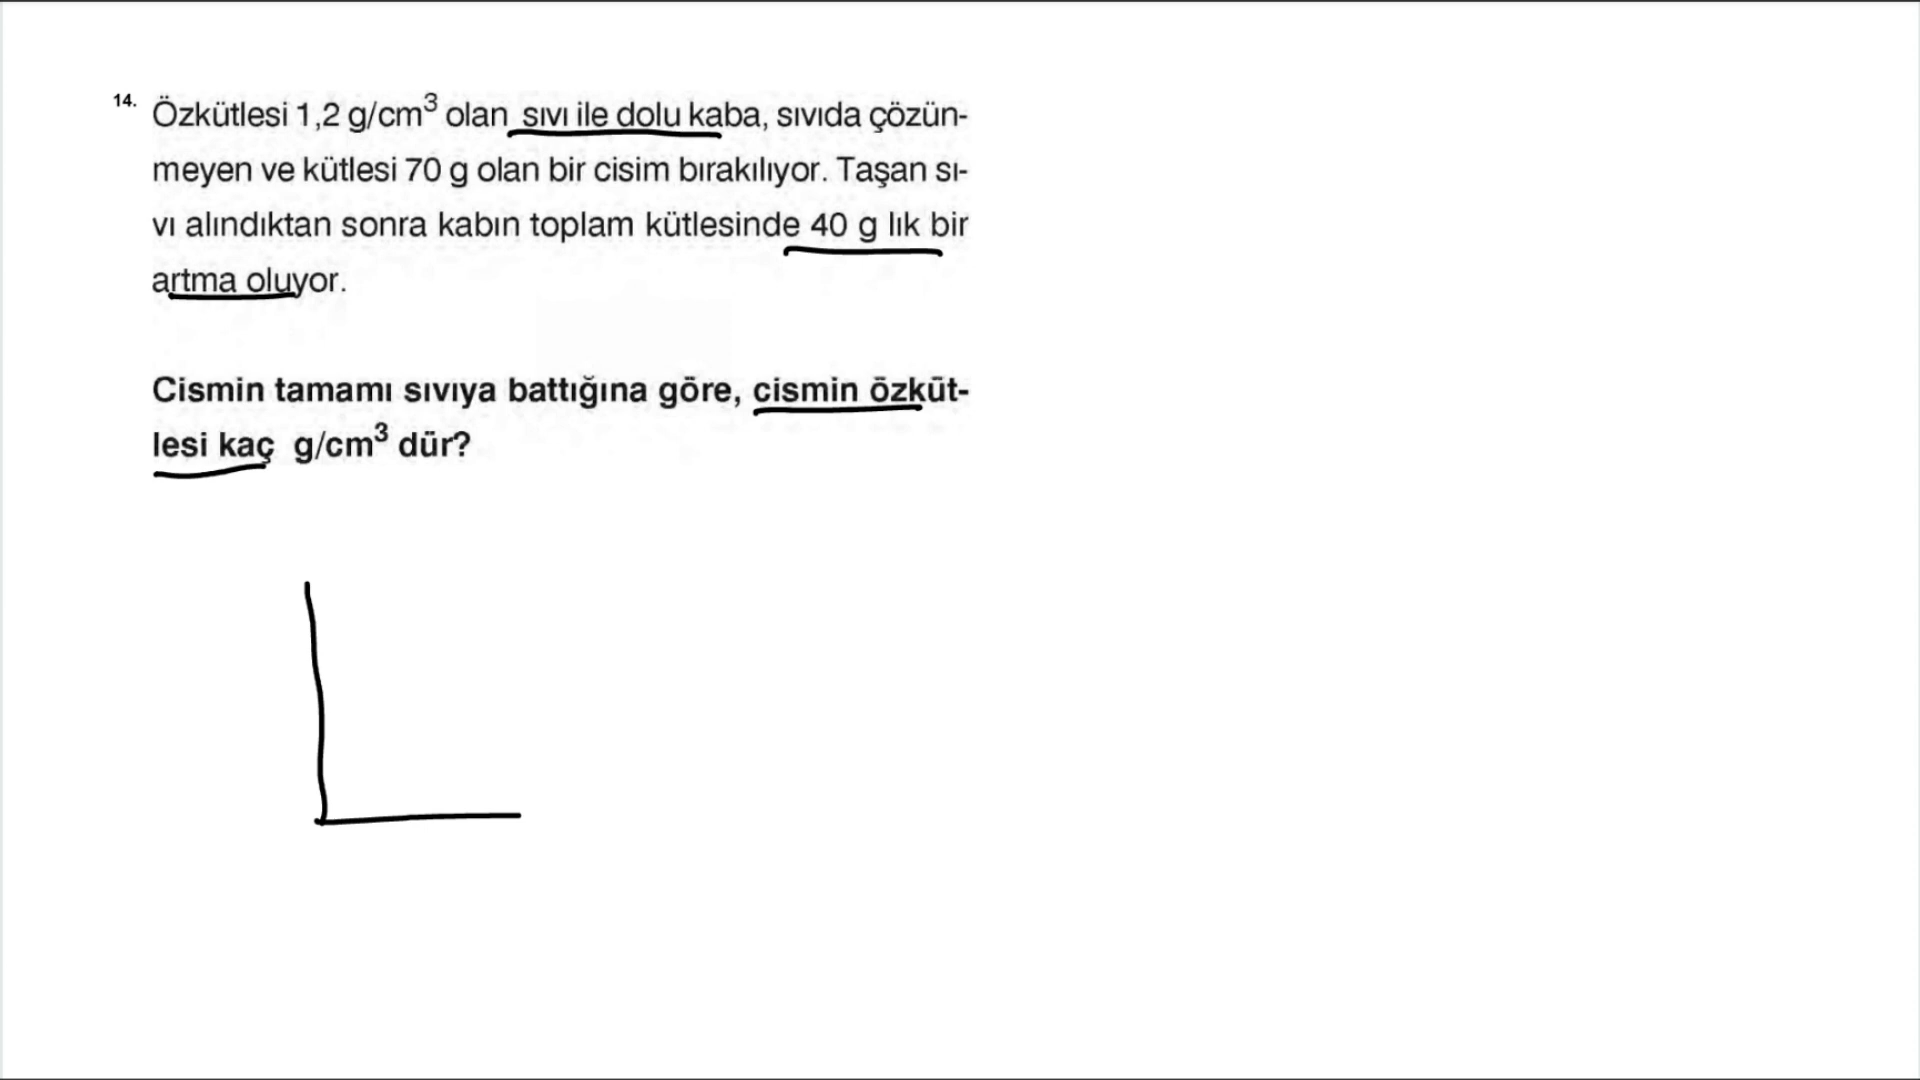 14. Özkütlesi 1,2 g/cm³ olan sıvı ile dolu kaba, sıvıda çözün-
meyen ve kütlesi 70 g olan bir cisim bırakılıyor. Taşan sı-
vı alındıktan sonra kabın toplam kütlesinde 40 g lık bir
artma oluyor.
Cismin tamamı sıvıya battığına göre, cismin özküt-
lesi kaç g/cm³ dür?